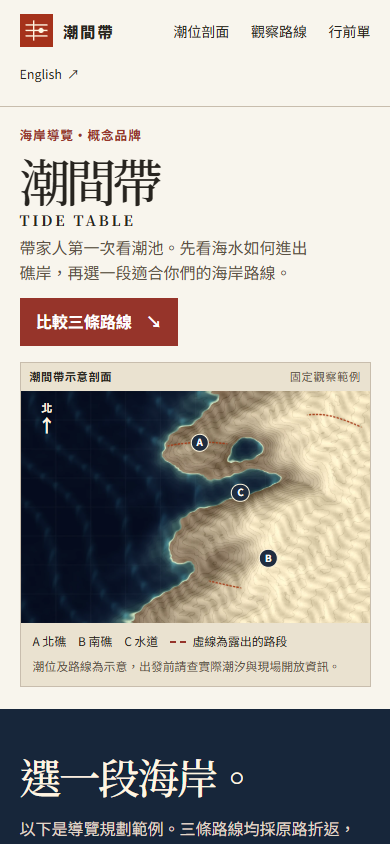 潮間帶
潮位剖面 觀察路線 行前單
English ↗
海岸導覽・概念品牌
潮間帶
TIDE TABLE
帶家人第一次看潮池。先看海水如何進出
礁岸，再選一段適合你們的海岸路線。
比較三條路線 ↘
潮間帶示意剖面 固定觀察範例
北
A
C
B
A 北礁 B 南礁 C 水道 虛線為露出的路段
潮位及路線為示意，出發前請查實際潮汐與現場開放資訊。
選一段海岸。
以下是導覽規劃範例。三條路線均採原路折返，